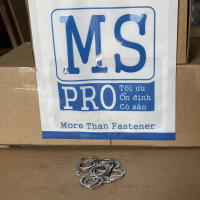 MS
PRO
Tối ưu
Ổn định
Có sẵn
More Than Fastener